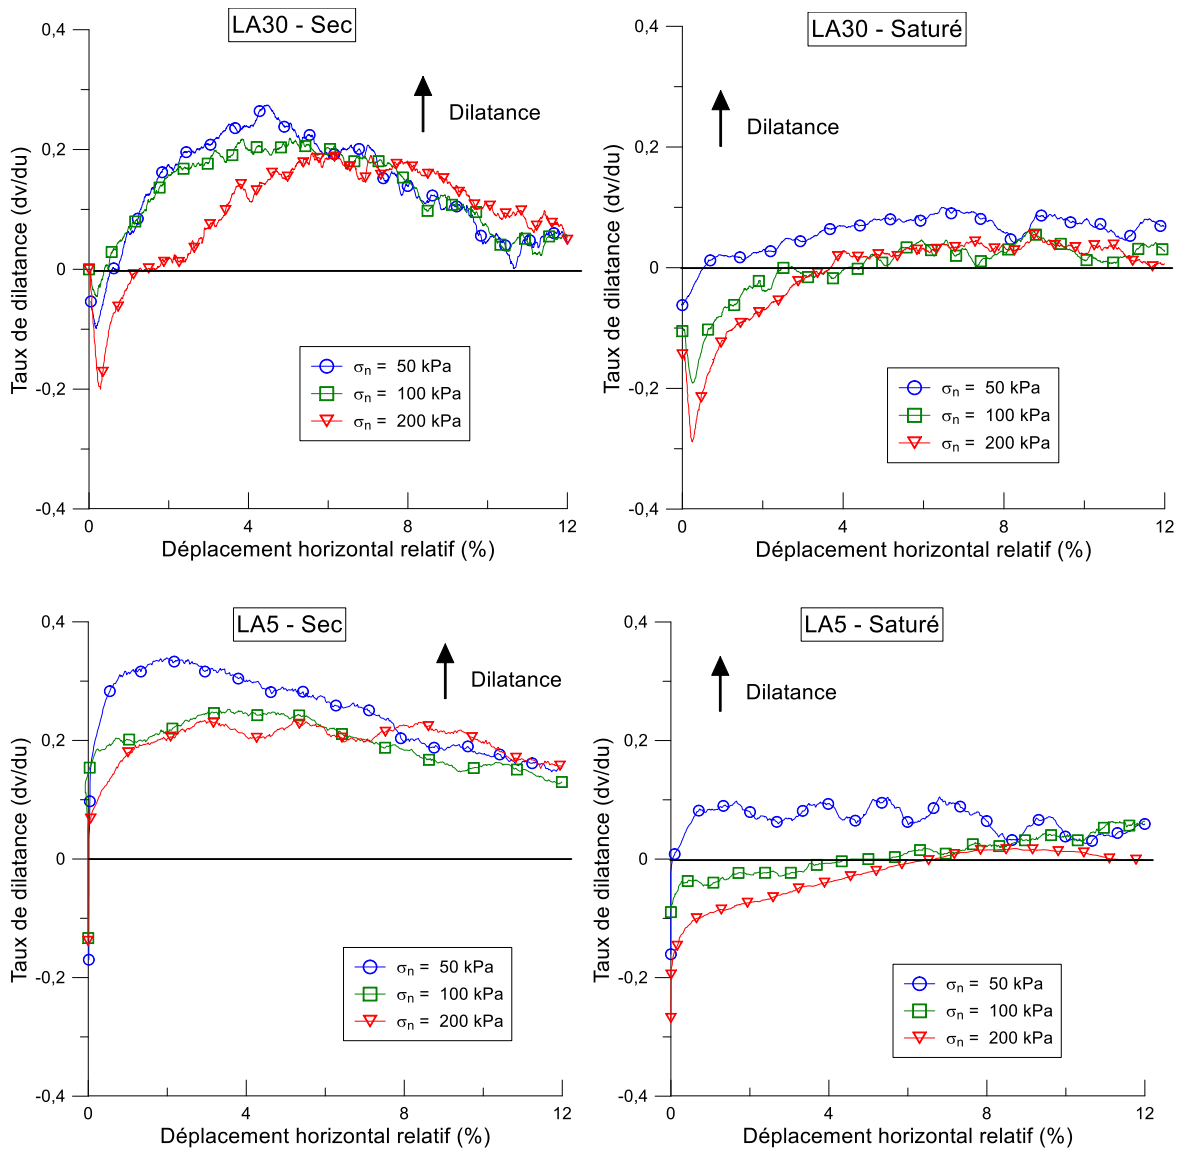 LA30 - Sec
0,4
0,2
0
-0,2
-0,4
Taux de dilatance (dv/du)
Dilatance
σn = 50 kPa
σn = 100 kPa
σn = 200 kPa
0 4 8 12
Déplacement horizontal relatif (%)
LA30 - Saturé
0,4
0,2
0
-0,2
-0,4
Taux de dilatance (dv/du)
Dilatance
σn = 50 kPa
σn = 100 kPa
σn = 200 kPa
0 4 8 12
Déplacement horizontal relatif (%)
LA5 - Sec
0,4
0,2
0
-0,2
-0,4
Taux de dilatance (dv/du)
Dilatance
σn = 50 kPa
σn = 100 kPa
σn = 200 kPa
0 4 8 12
Déplacement horizontal relatif (%)
LA5 - Saturé
0,4
0,2
0
-0,2
-0,4
Taux de dilatance (dv/du)
Dilatance
σn = 50 kPa
σn = 100 kPa
σn = 200 kPa
0 4 8 12
Déplacement horizontal relatif (%)